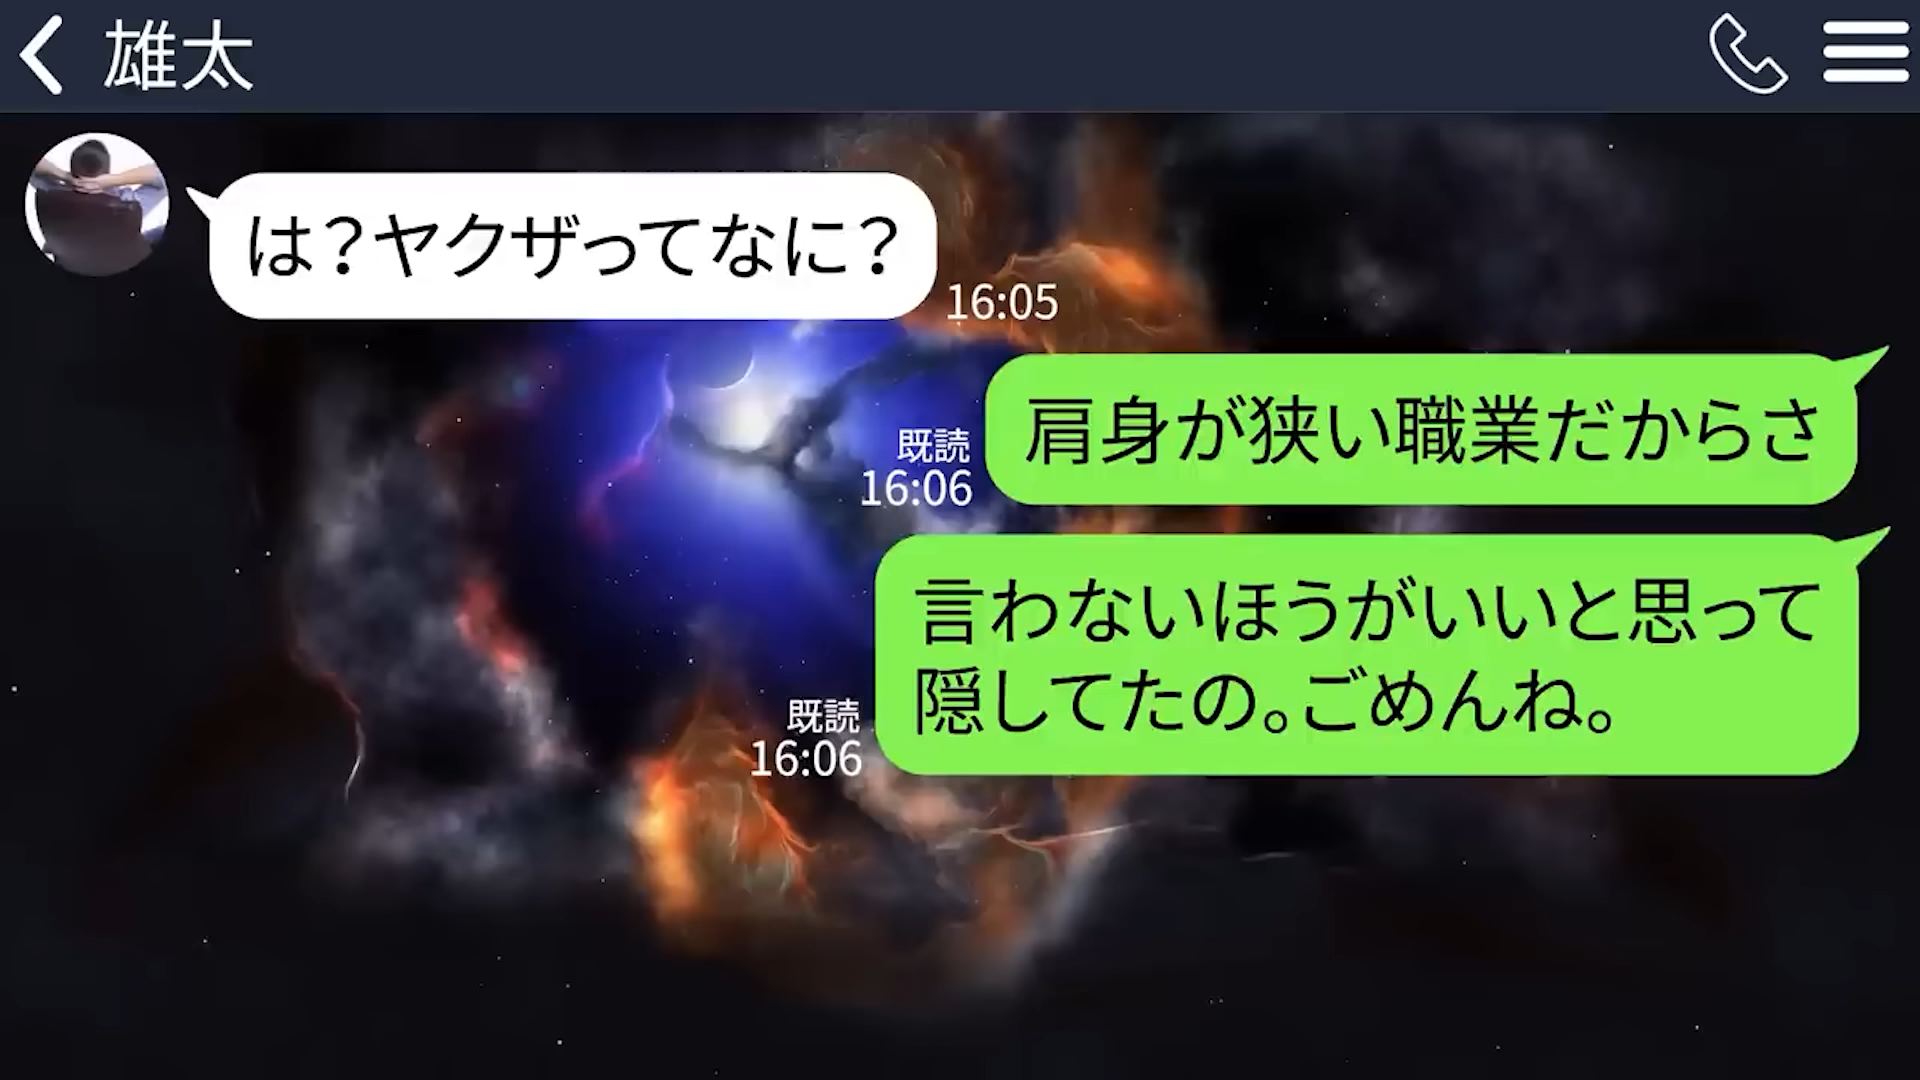 雄太
は？ヤクザってなに？
16:05
肩身が狭い職業だからさ
既読
16:06
言わないほうがいいと思って
隠してたの。ごめんね。
既読
16:06